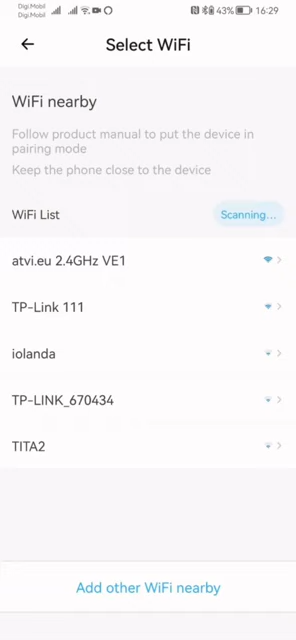 Digi.Mobil
Digi.Mobil
43% 16:29
Select WiFi
WiFi nearby
Follow product manual to put the device in
pairing mode
Keep the phone close to the device
WiFi List
Scanning...
atvi.eu 2.4GHz VE1
TP-Link 111
iolanda
TP-LINK_670434
TITA2
Add other WiFi nearby